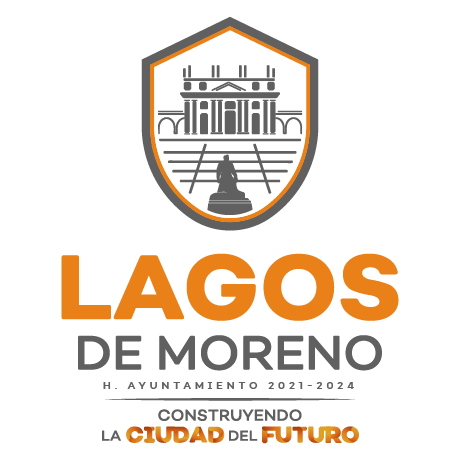 LAGOS
DE MORENO
H. AYUNTAMIENTO 2021-2024
CONSTRUYENDO
LA CIUDAD DEL FUTURO